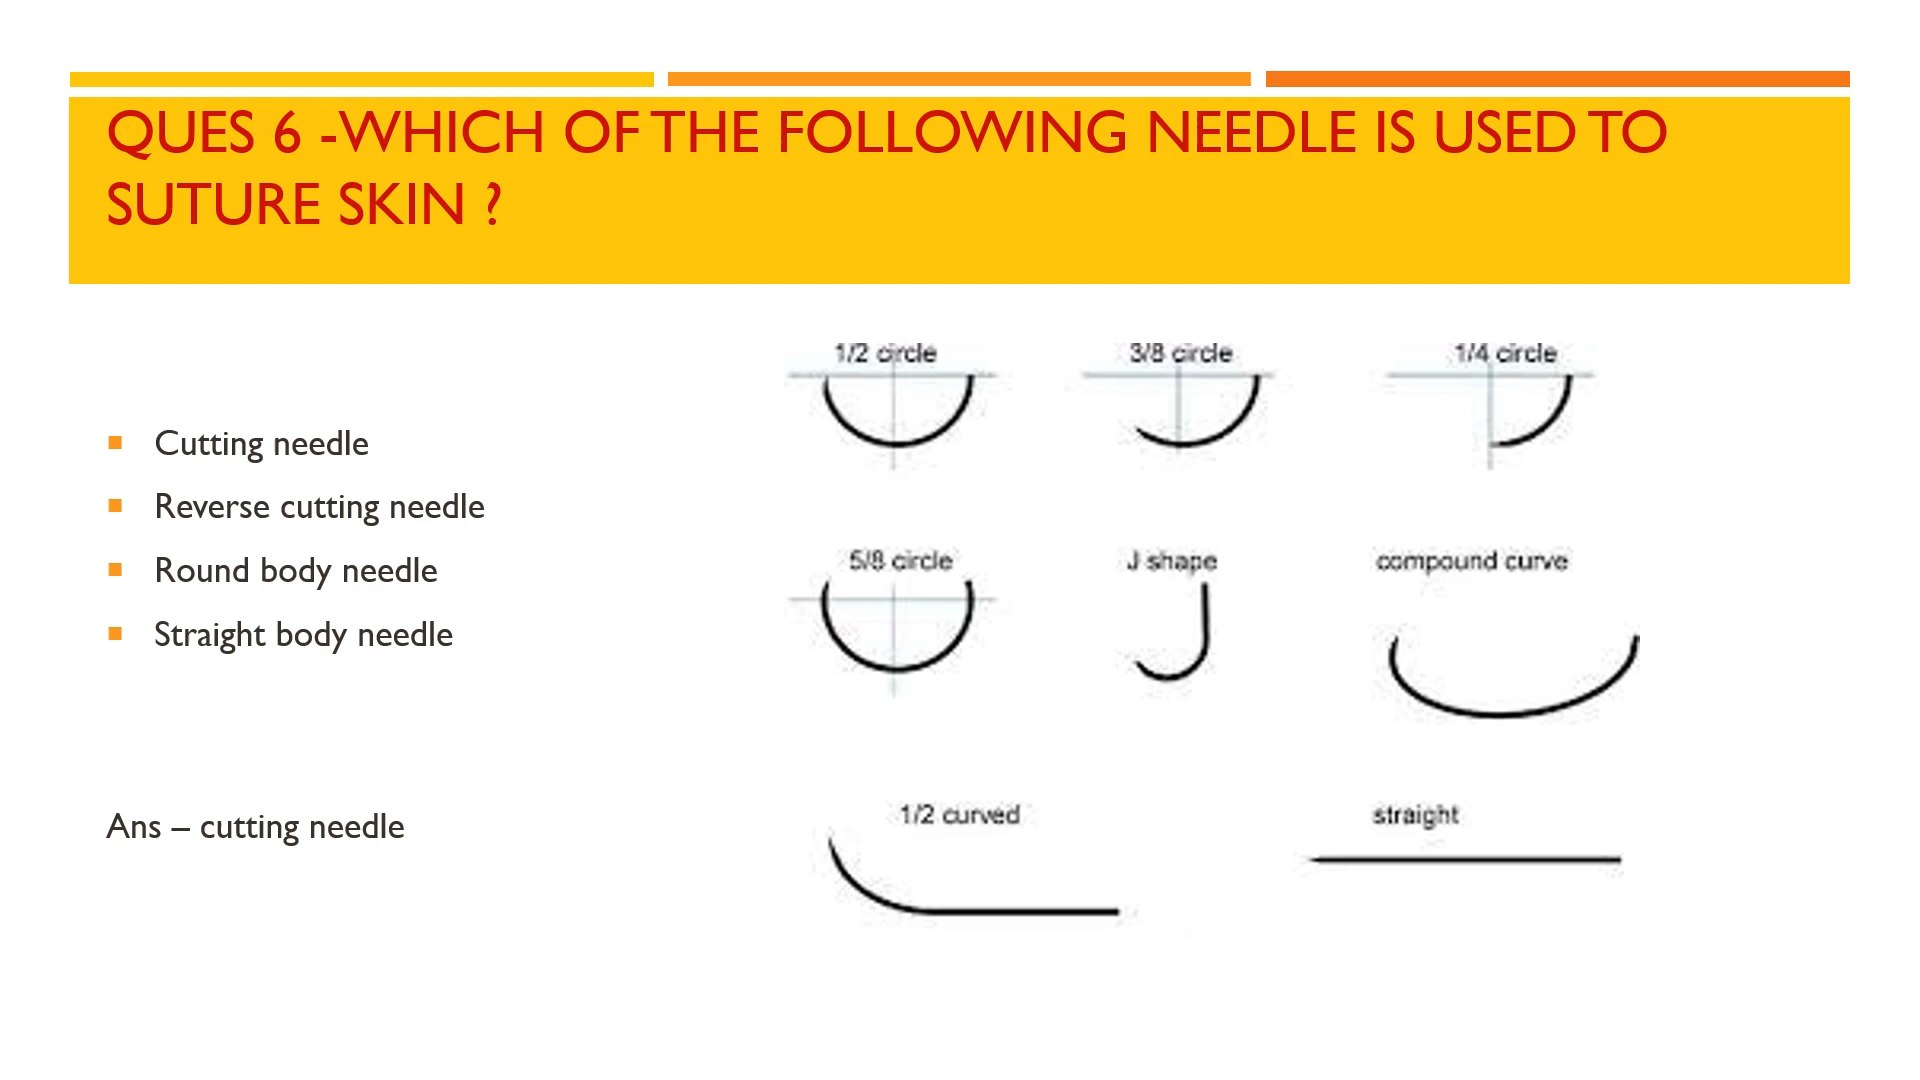 QUES 6 -WHICH OF THE FOLLOWING NEEDLE IS USED TO
SUTURE SKIN ?
Cutting needle
Reverse cutting needle
Round body needle
Straight body needle
Ans – cutting needle
1/2 circle
3/8 circle
1/4 circle
5/8 circle
J shape
compound curve
1/2 curved
straight